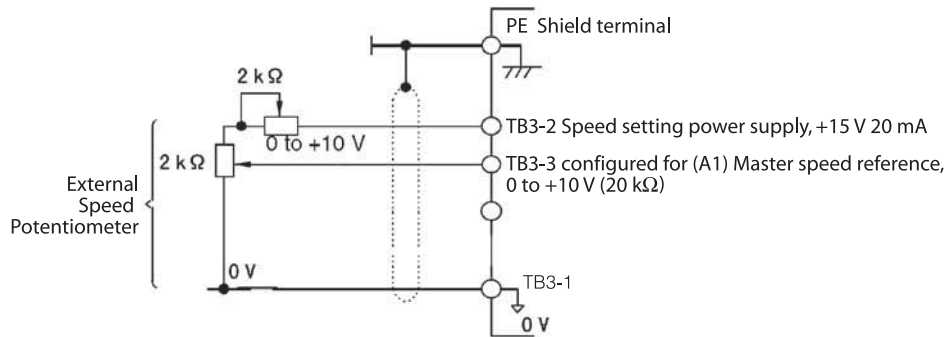 PE Shield terminal
2 kΩ
0 to +10 V
TB3-2 Speed setting power supply, +15 V 20 mA
2 kΩ
TB3-3 configured for (A1) Master speed reference,
0 to +10 V (20 kΩ)
External
Speed
Potentiometer
0 V
TB3-1
0 V